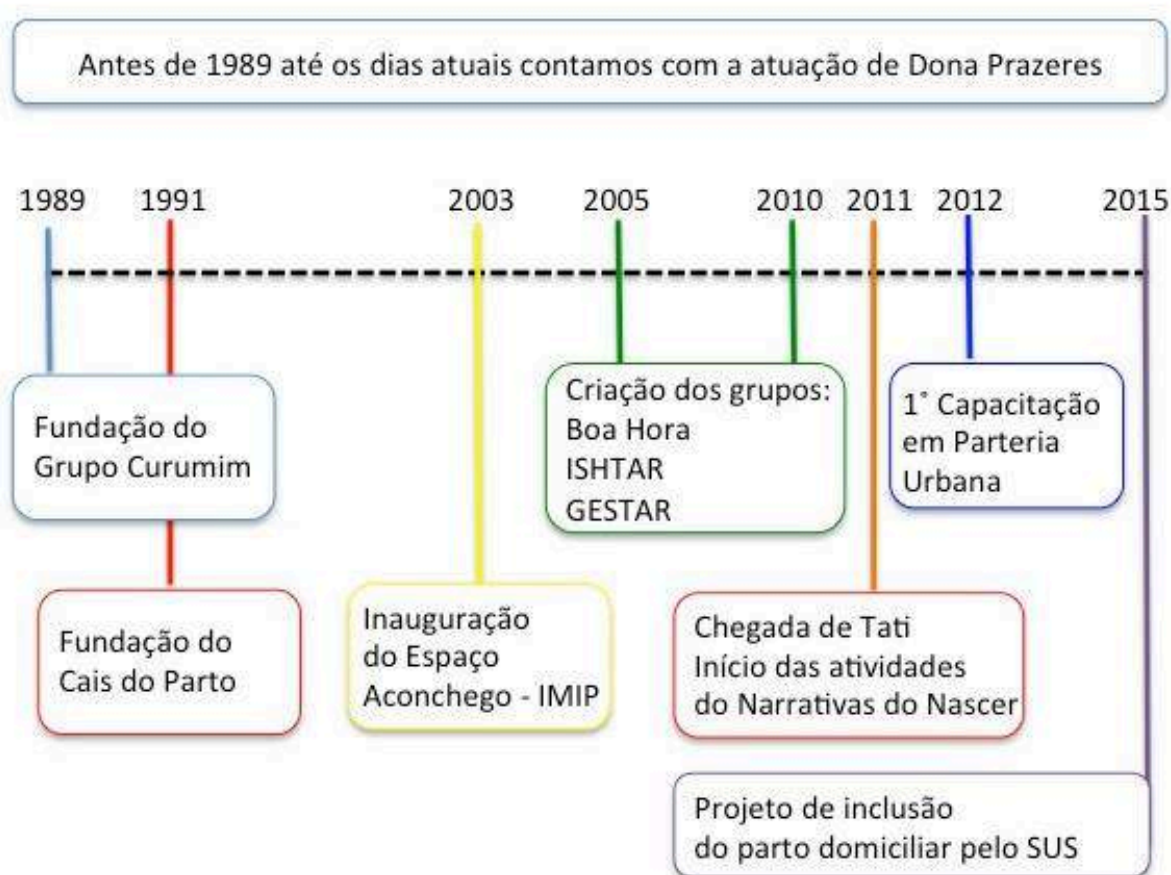 Antes de 1989 até os dias atuais contamos com a atuação de Dona Prazeres
1989 1991 2003 2005 2010 2011 2012 2015
Fundação do
Grupo Curumim
Criação dos grupos:
Boa Hora
ISHTAR
GESTAR
1˚ Capacitação
em Parteria
Urbana
Fundação do
Cais do Parto
Inauguração
do Espaço
Aconchego - IMIP
Chegada de Tati
Início das atividades
do Narrativas do Nascer
Projeto de inclusão
do parto domiciliar pelo SUS